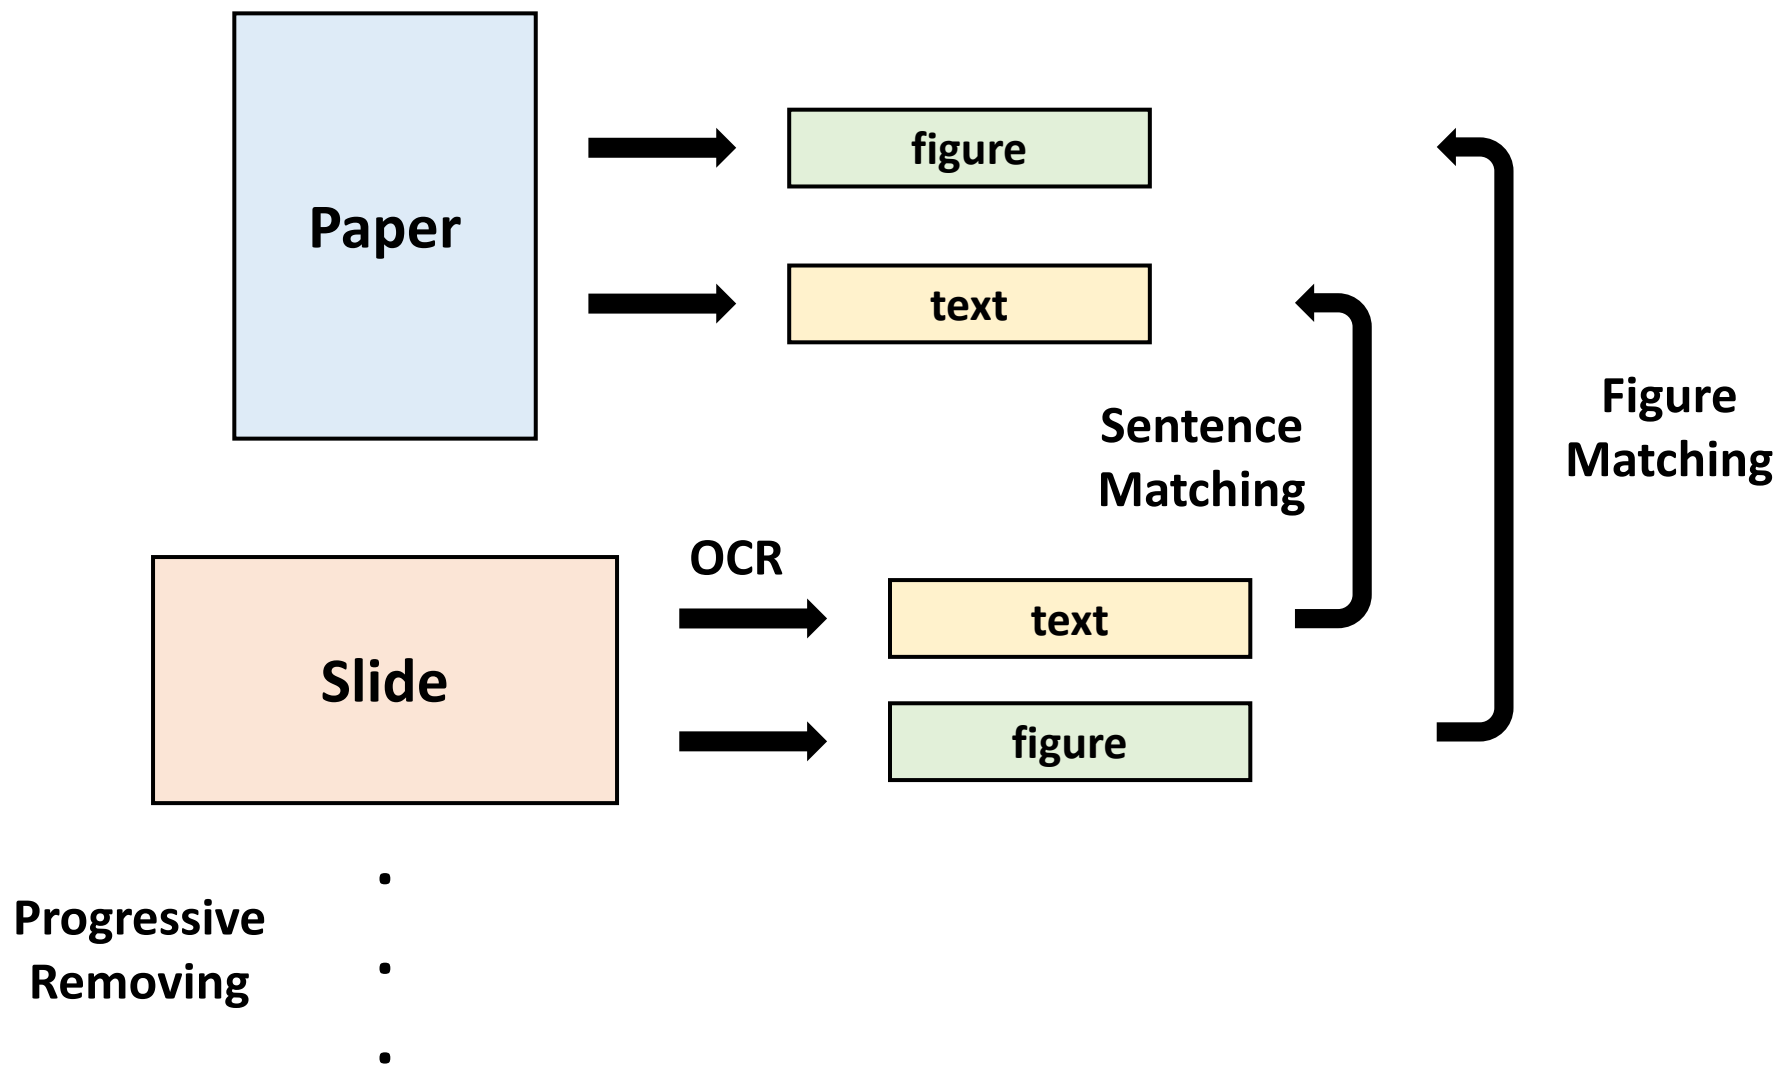 Paper
figure
text
Sentence
Matching
Figure
Matching
OCR
Slide
text
figure
Progressive
Removing